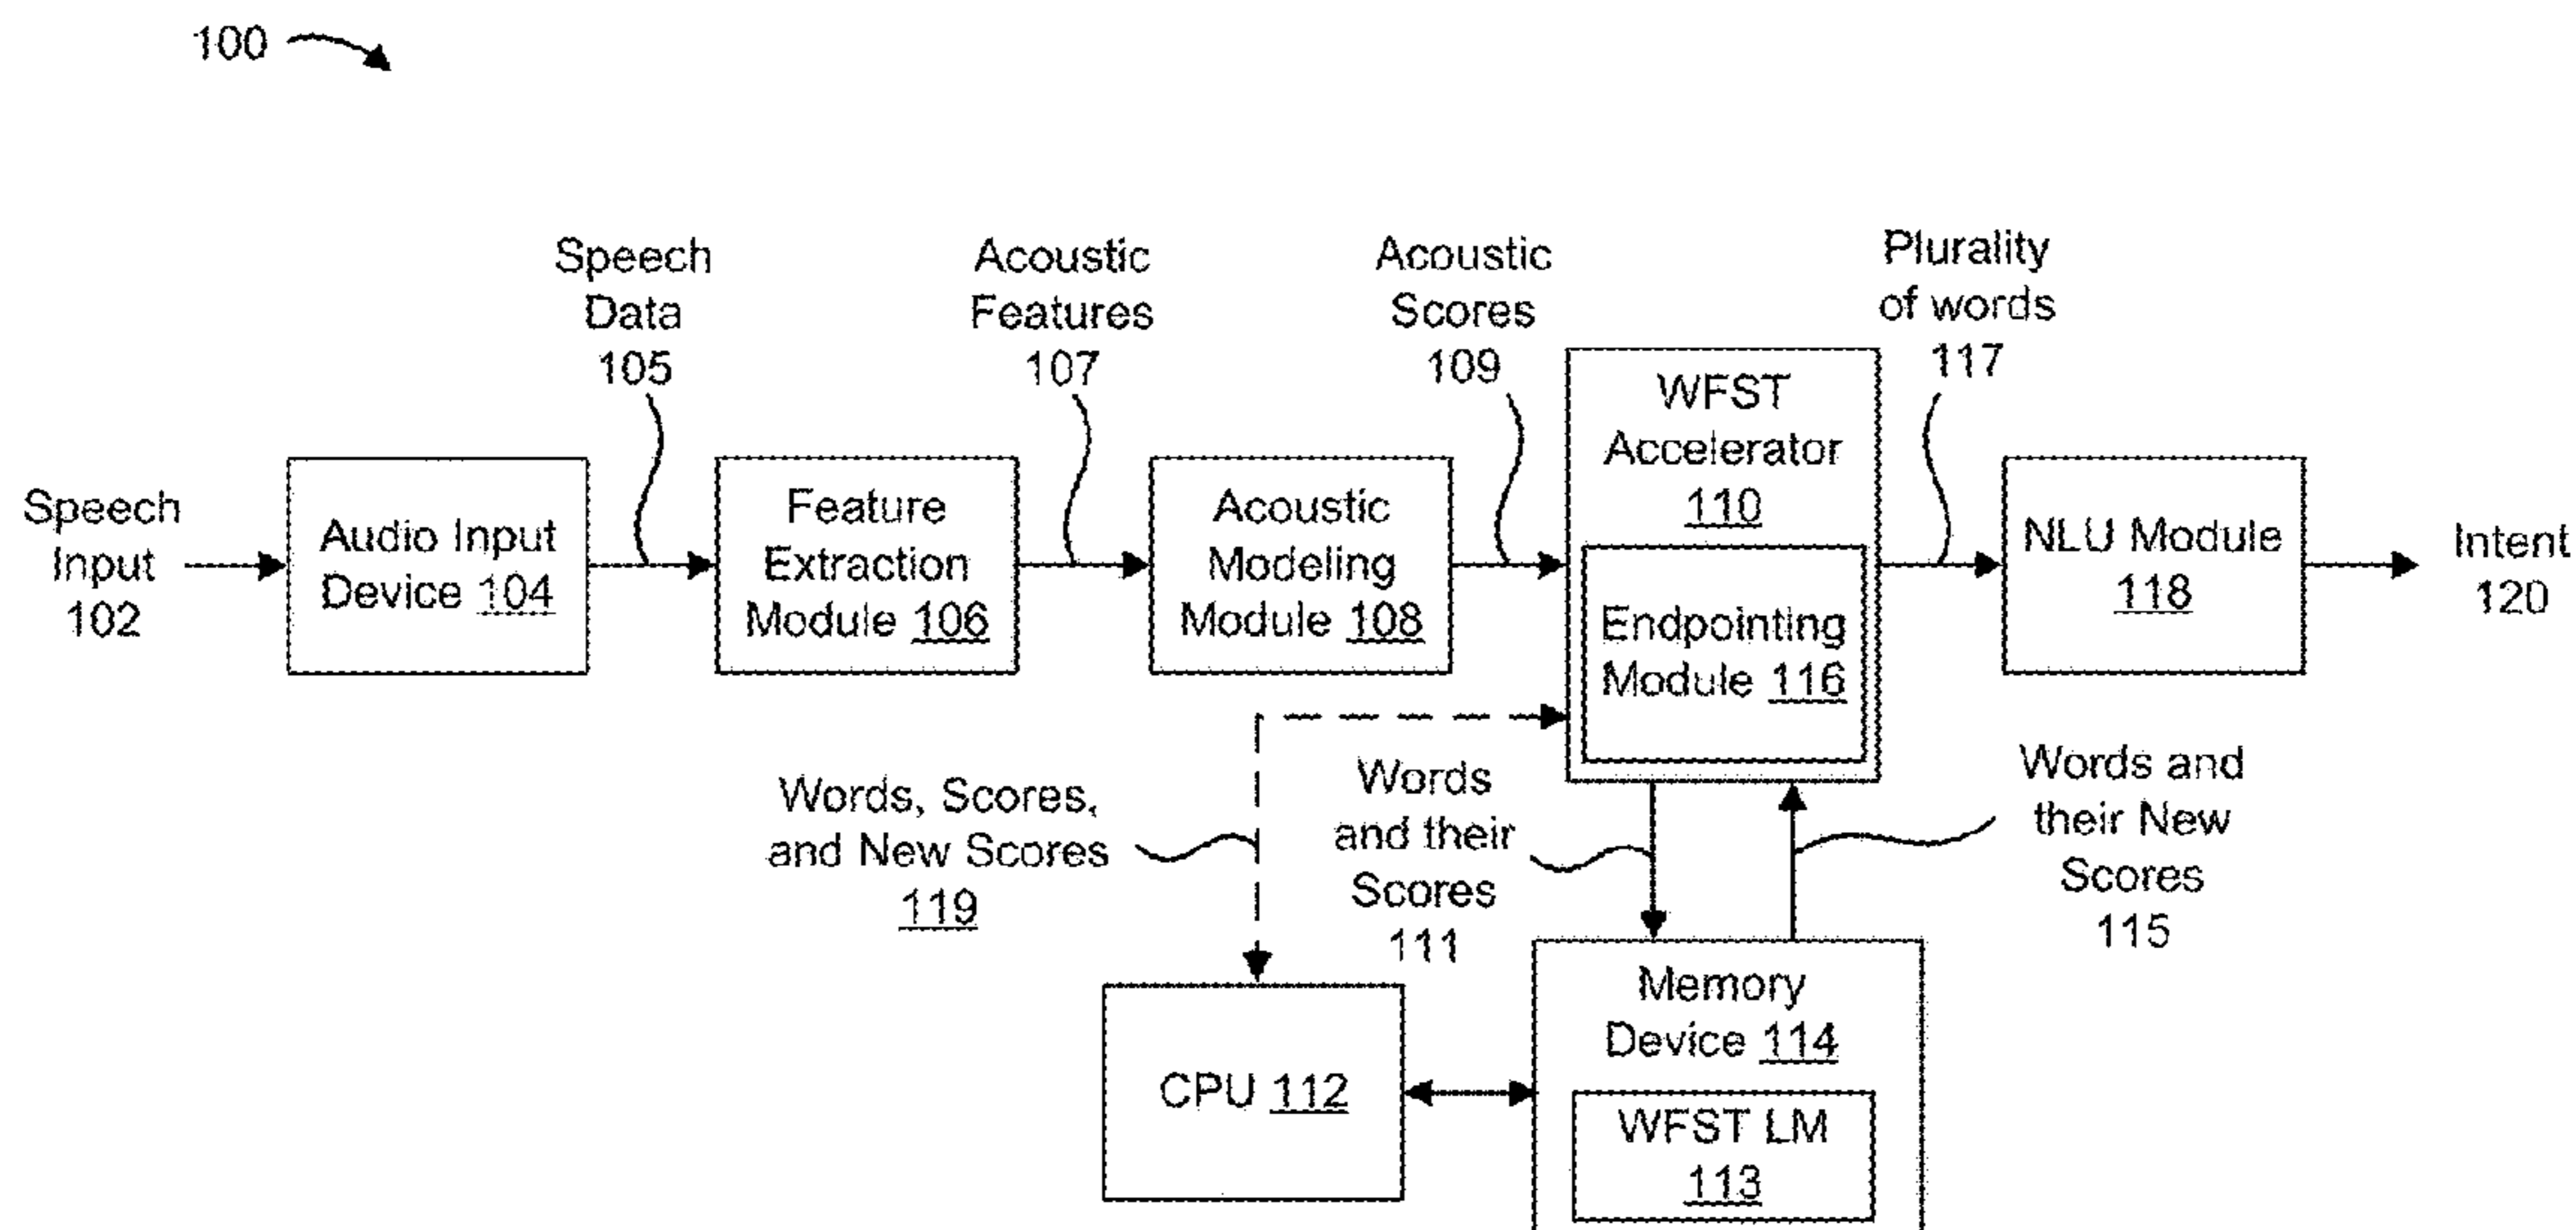 100
Speech
Data
105
Acoustic
Features
107
Acoustic
Scores
109
Plurality
of words
117
Speech
Input
102
Audio Input
Device 104
Feature
Extraction
Module 106
Acoustic
Modeling
Module 108
WFST
Accelerator
110
Endpointing
Module 116
NLU Module
118
Intent
120
Words, Scores,
and New Scores
119
Words
and their
Scores
111
Words and
their New
Scores
115
CPU 112
Memory
Device 114
WFST LM
113